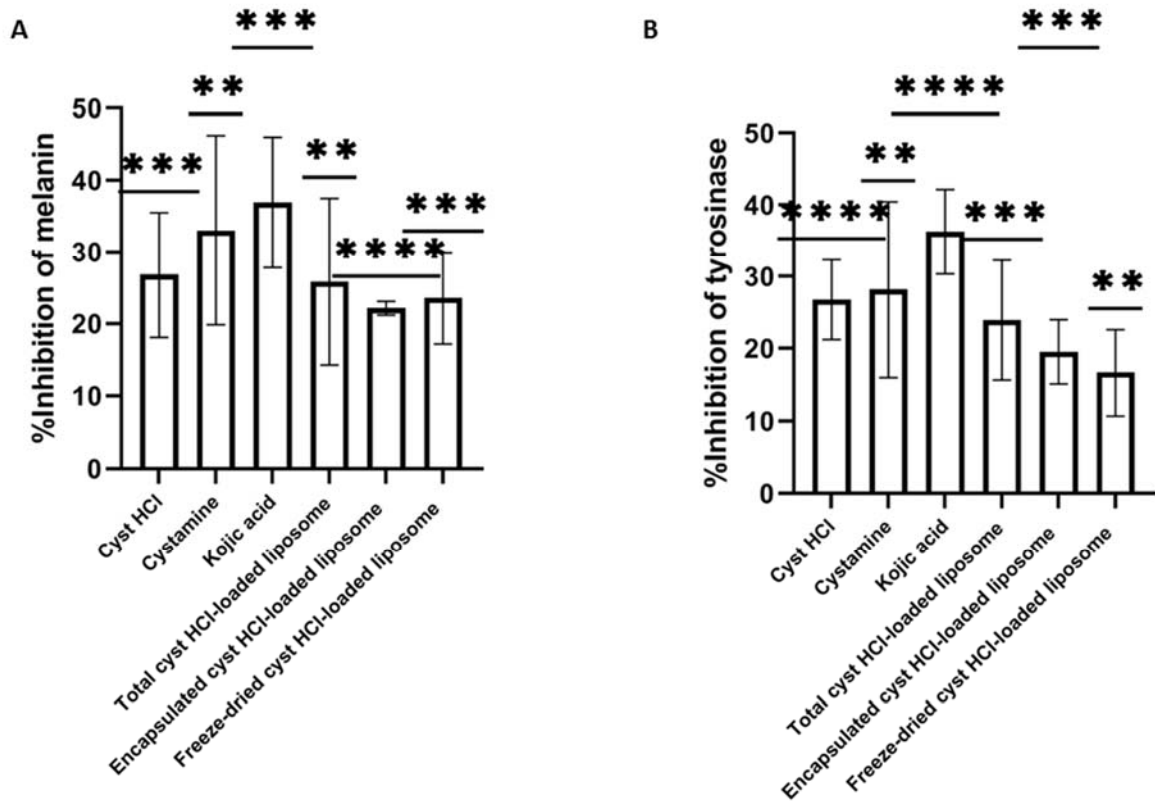 A
***
**
50
***
**
40
***
****
30
20
10
0
%Inhibition of melanin
Cyst HCl
Cystamine
Kojic acid
Total cyst HCl-loaded liposome
Encapsulated cyst HCl-loaded liposome
Freeze-dried cyst HCl-loaded liposome
B
***
****
50
**
40
****
***
30
**
20
10
0
%Inhibition of tyrosinase
Cyst HCl
Cystamine
Kojic acid
Total cyst HCl-loaded liposome
Encapsulated cyst HCl-loaded liposome
Freeze-dried cyst HCl-loaded liposome